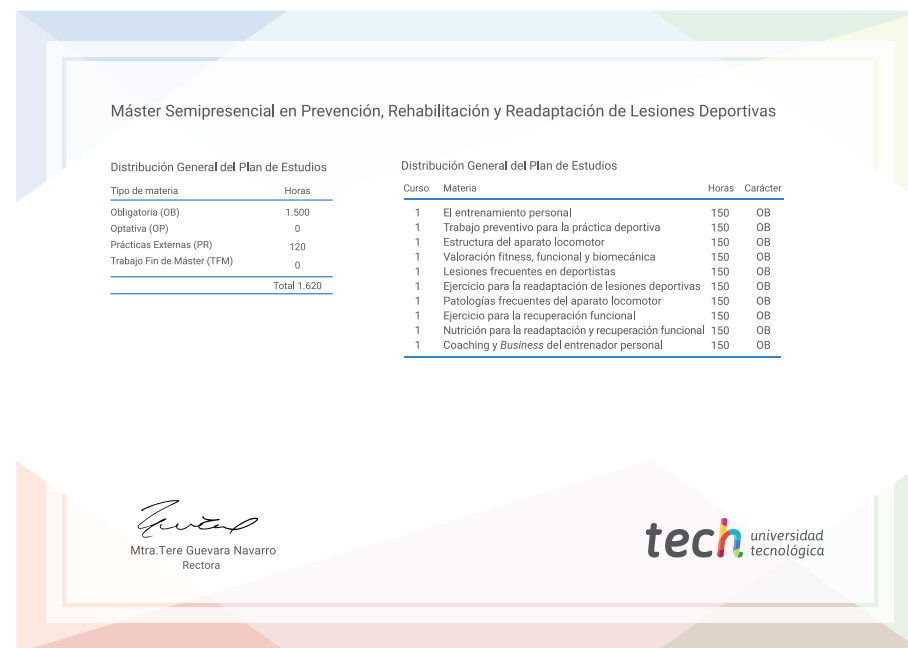 Máster Semipresencial en Prevención, Rehabilitación y Readaptación de Lesiones Deportivas
Distribución General del Plan de Estudios
Tipo de materia Horas
Obligatoria (OB) 1.500
Optativa (OP) 0
Prácticas Externas (PR) 120
Trabajo Fin de Máster (TFM) 0
Total 1.620
Distribución General del Plan de Estudios
Curso Materia Horas Carácter
1 El entrenamiento personal 150 OB
1 Trabajo preventivo para la práctica deportiva 150 OB
1 Estructura del aparato locomotor 150 OB
1 Valoración fitness, funcional y biomecánica 150 OB
1 Lesiones frecuentes en deportistas 150 OB
1 Ejercicio para la readaptación de lesiones deportivas 150 OB
1 Patologías frecuentes del aparato locomotor 150 OB
1 Ejercicio para la recuperación funcional 150 OB
1 Nutrición para la readaptación y recuperación funcional 150 OB
1 Coaching y Business del entrenador personal 150 OB
Mtra.Tere Guevara Navarro
Rectora
tech universidad
tecnológica